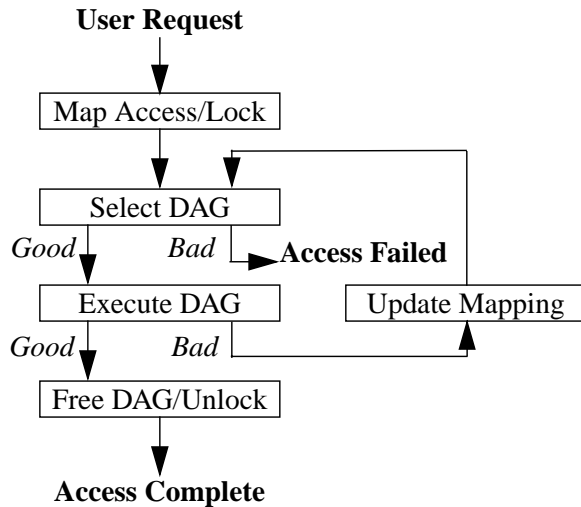 User Request
Map Access/Lock
Select DAG
Good
Bad
Access Failed
Execute DAG
Update Mapping
Good
Bad
Free DAG/Unlock
Access Complete